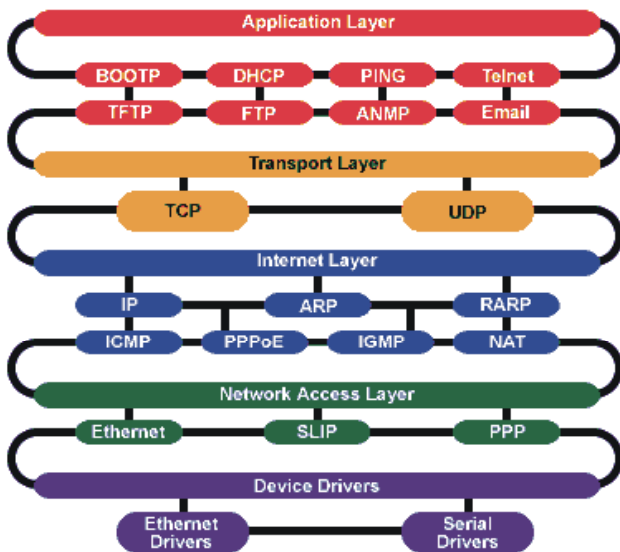 Application Layer
BOOTP DHCP PING Telnet
TFTP FTP ANMP Email
Transport Layer
TCP UDP
Internet Layer
IP ARP RARP
ICMP PPPoE IGMP NAT
Network Access Layer
Ethernet SLIP PPP
Device Drivers
Ethernet Serial
Drivers Drivers